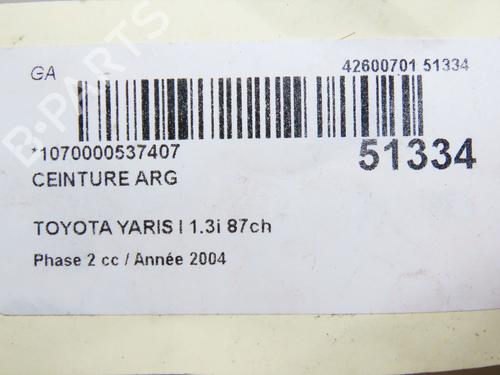 GA
42600701 51334
*1070000537407
51334
CEINTURE ARG
TOYOTA YARIS I 1.3i 87ch
Phase 2 cc / Année 2004
B-PARTS